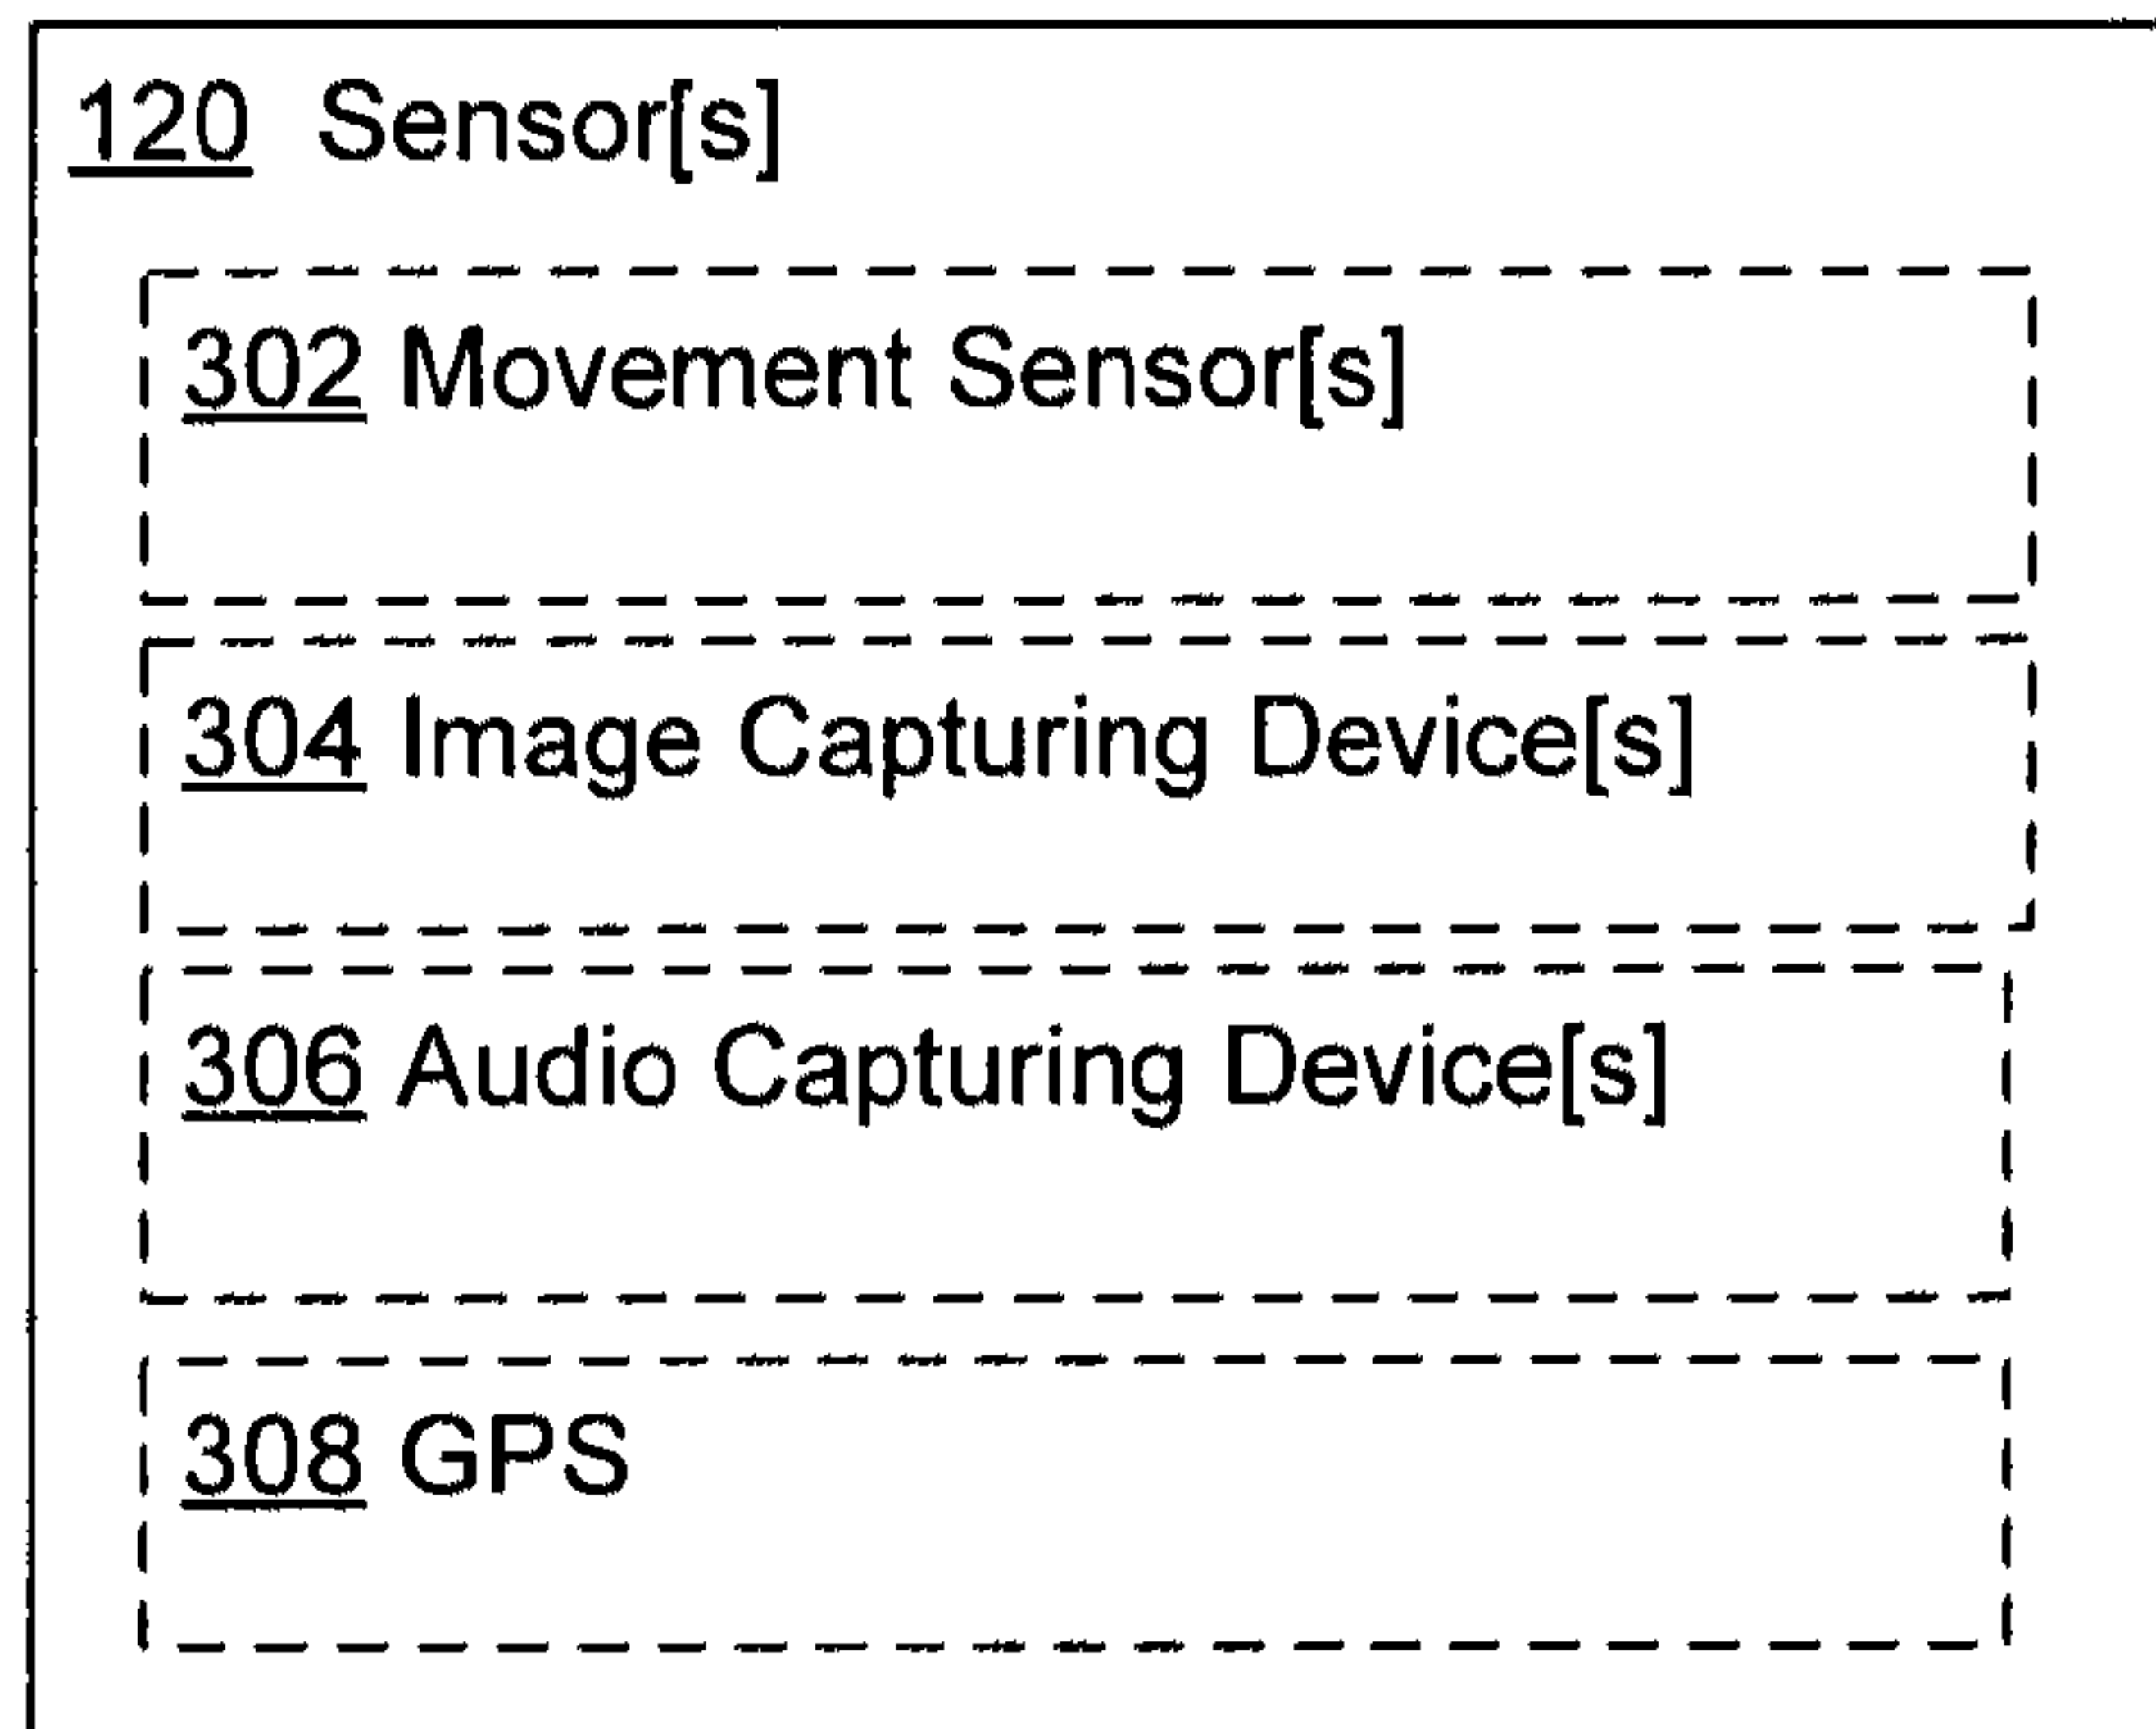 120 Sensor[s]
302 Movement Sensor[s]
304 Image Capturing Device[s]
306 Audio Capturing Device[s]
308 GPS